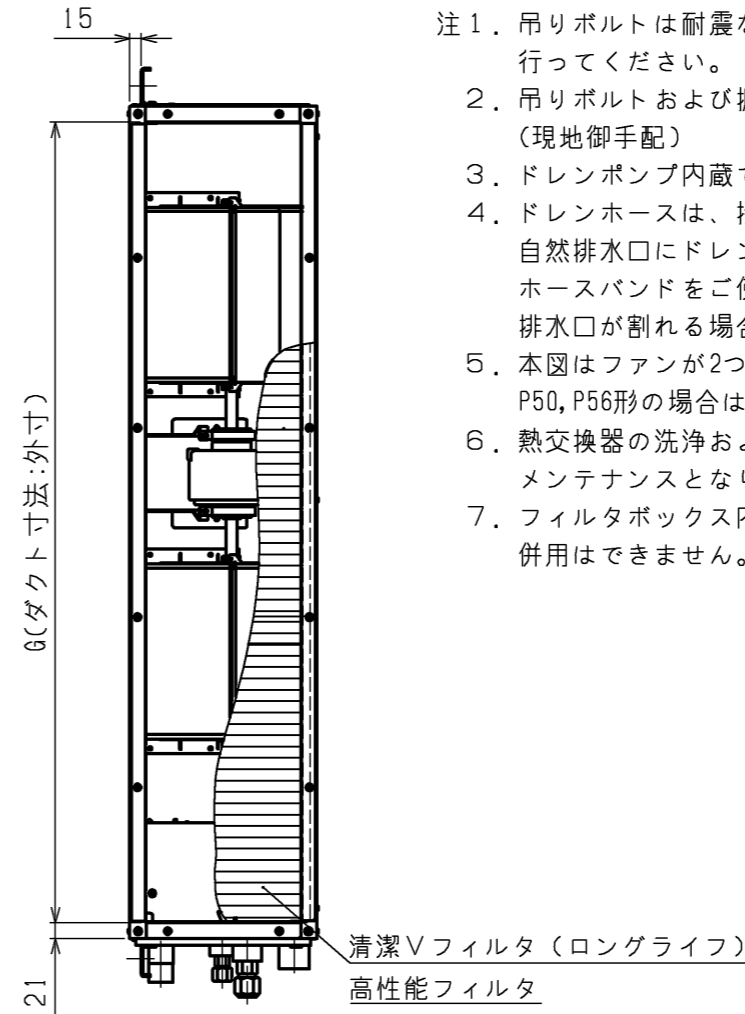 15
注1. 吊りボルトは耐震
行ってください。
2. 吊りボルトおよび
(現地御手配)
3. ドレンポンプ内蔵
4. ドレンホースは、
自然排水口にドレン
ホースバンドをご使
排水口が割れる場合
5. 本図はファンが2つ
P50,P56形の場合は
6. 熱交換器の洗浄およ
メンテナンスとなり
7. フィルタボックス内
併用はできません。
G(ダクト寸法:外寸)
清潔Vフィルタ(ロングライフ)
高性能フィルタ
21